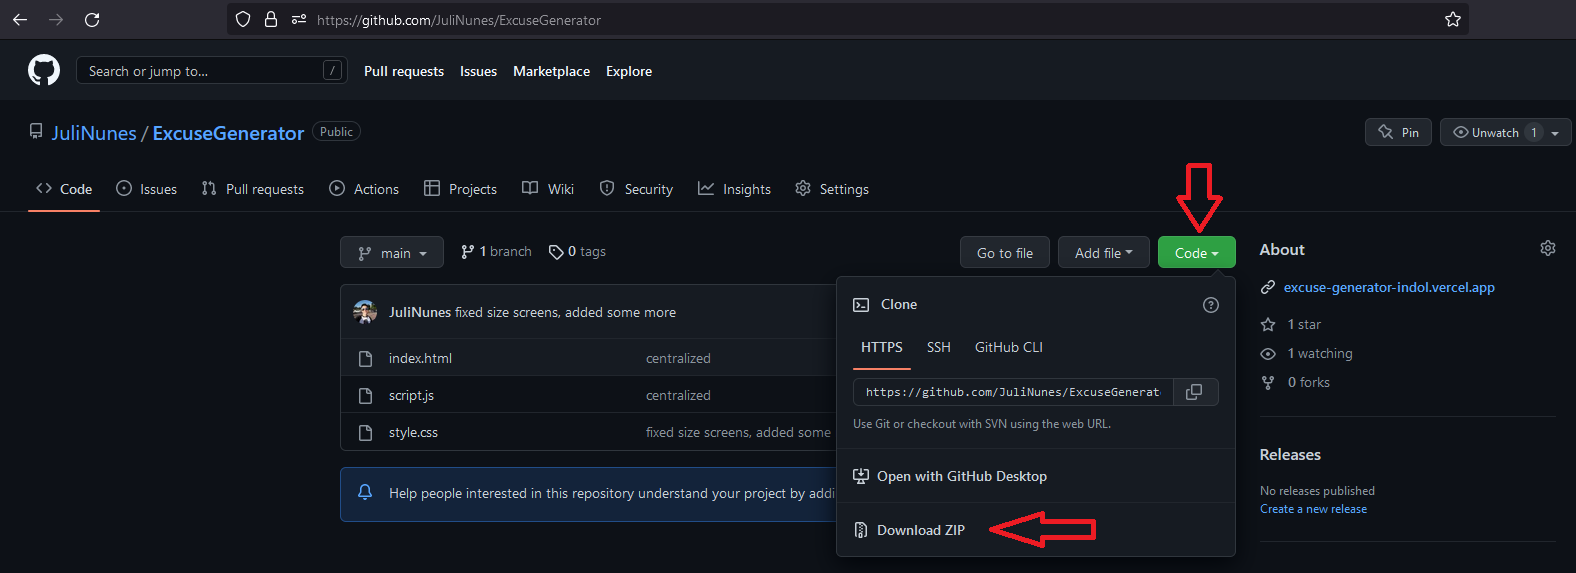 https://github.com/JuliNunes/ExcuseGenerator
Search or jump to... / Pull requests Issues Marketplace Explore
JuliNunes / ExcuseGenerator Public
Pin Unwatch 1
Code Issues Pull requests Actions Projects Wiki Security Insights Settings
main 1 branch 0 tags Go to file Add file Code
About
excuse-generator-indol.vercel.app
1 star
1 watching
0 forks
Releases
No releases published
Create a new release
JuliNunes fixed size screens, added some more
index.html centralized
script.js centralized
style.css fixed size screens, added some
Help people interested in this repository understand your project by addi
Clone
HTTPS SSH GitHub CLI
https://github.com/JuliNunes/ExcuseGenerat
Use Git or checkout with SVN using the web URL.
Open with GitHub Desktop
Download ZIP